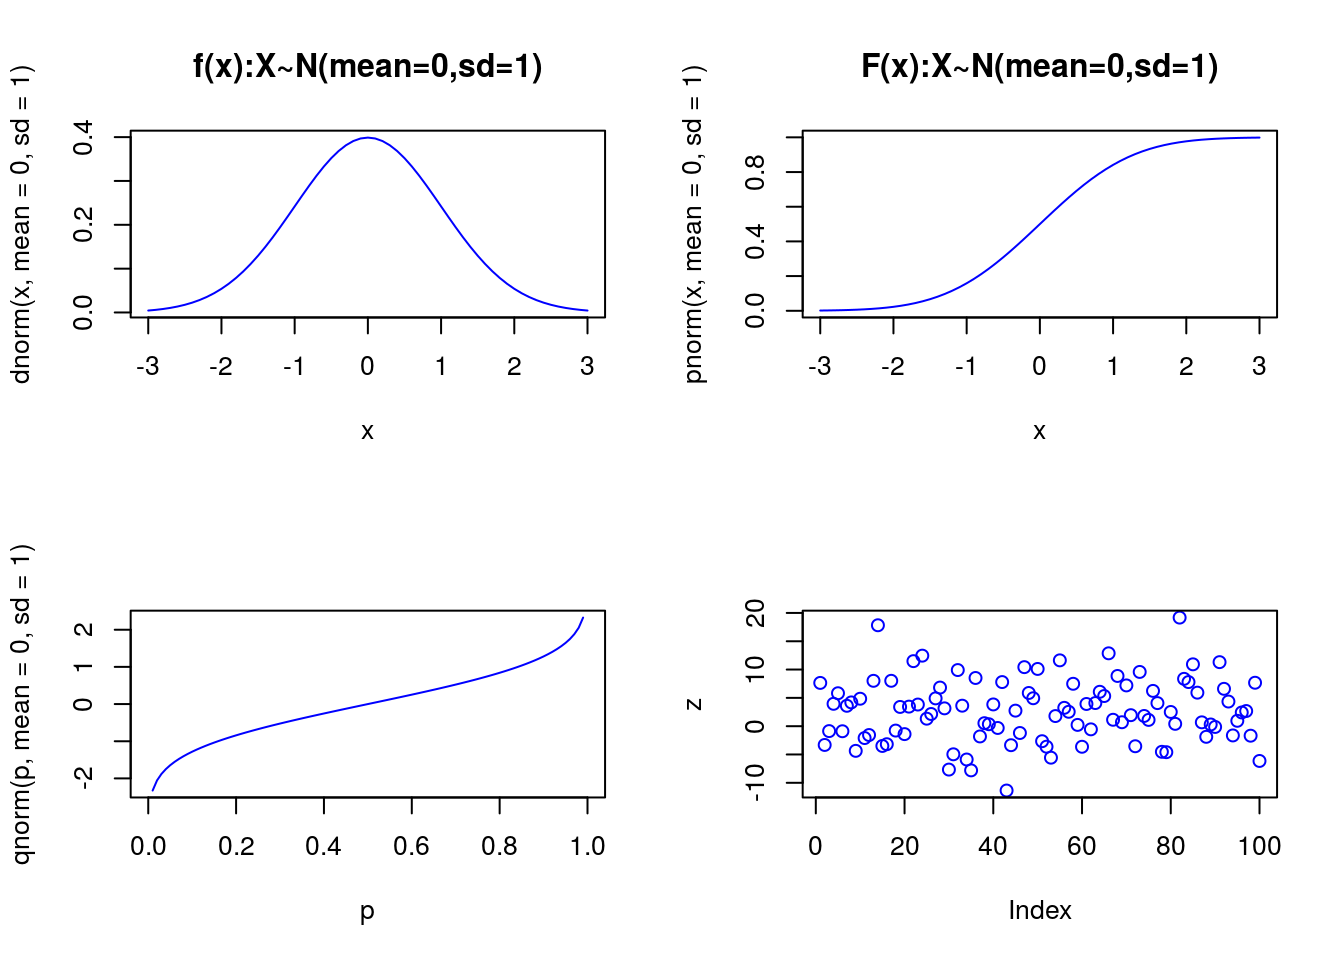 f(x):X~N(mean=0,sd=1)
dnorm(x, mean = 0, sd = 1)
0.4
0.2
0.0
-3 -2 -1 0 1 2 3
x
F(x):X~N(mean=0,sd=1)
pnorm(x, mean = 0, sd = 1)
0.8
0.4
0.0
-3 -2 -1 0 1 2 3
x
qnorm(p, mean = 0, sd = 1)
2
1
0
-2
0.0 0.2 0.4 0.6 0.8 1.0
p
z
20
10
0
-10
0 20 40 60 80 100
Index